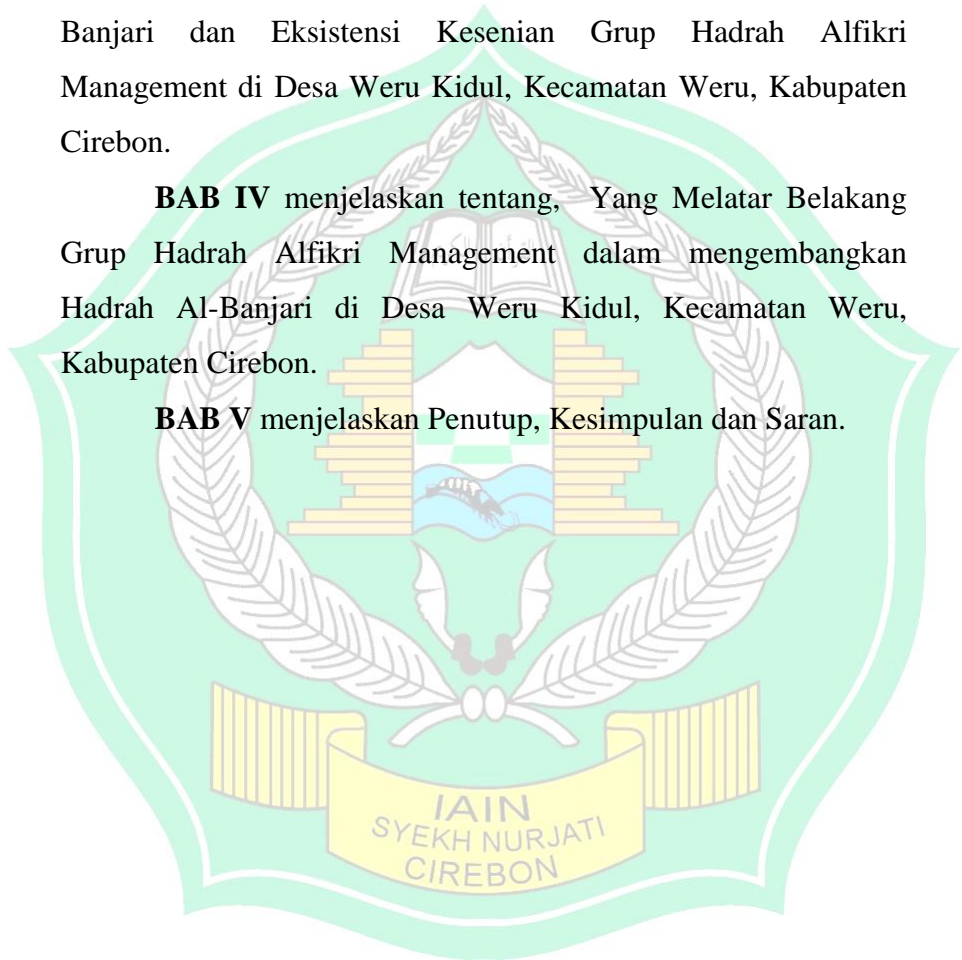 Banjari dan Eksistensi Kesenian Grup Hadrah Alfikri
Management di Desa Weru Kidul, Kecamatan Weru, Kabupaten
Cirebon.
BAB IV menjelaskan tentang, Yang Melatar Belakang
Grup Hadrah Alfikri Management dalam mengembangkan
Hadrah Al-Banjari di Desa Weru Kidul, Kecamatan Weru,
Kabupaten Cirebon.
BAB V menjelaskan Penutup, Kesimpulan dan Saran.
IAIN
SYEKH NURJATI
CIREBON